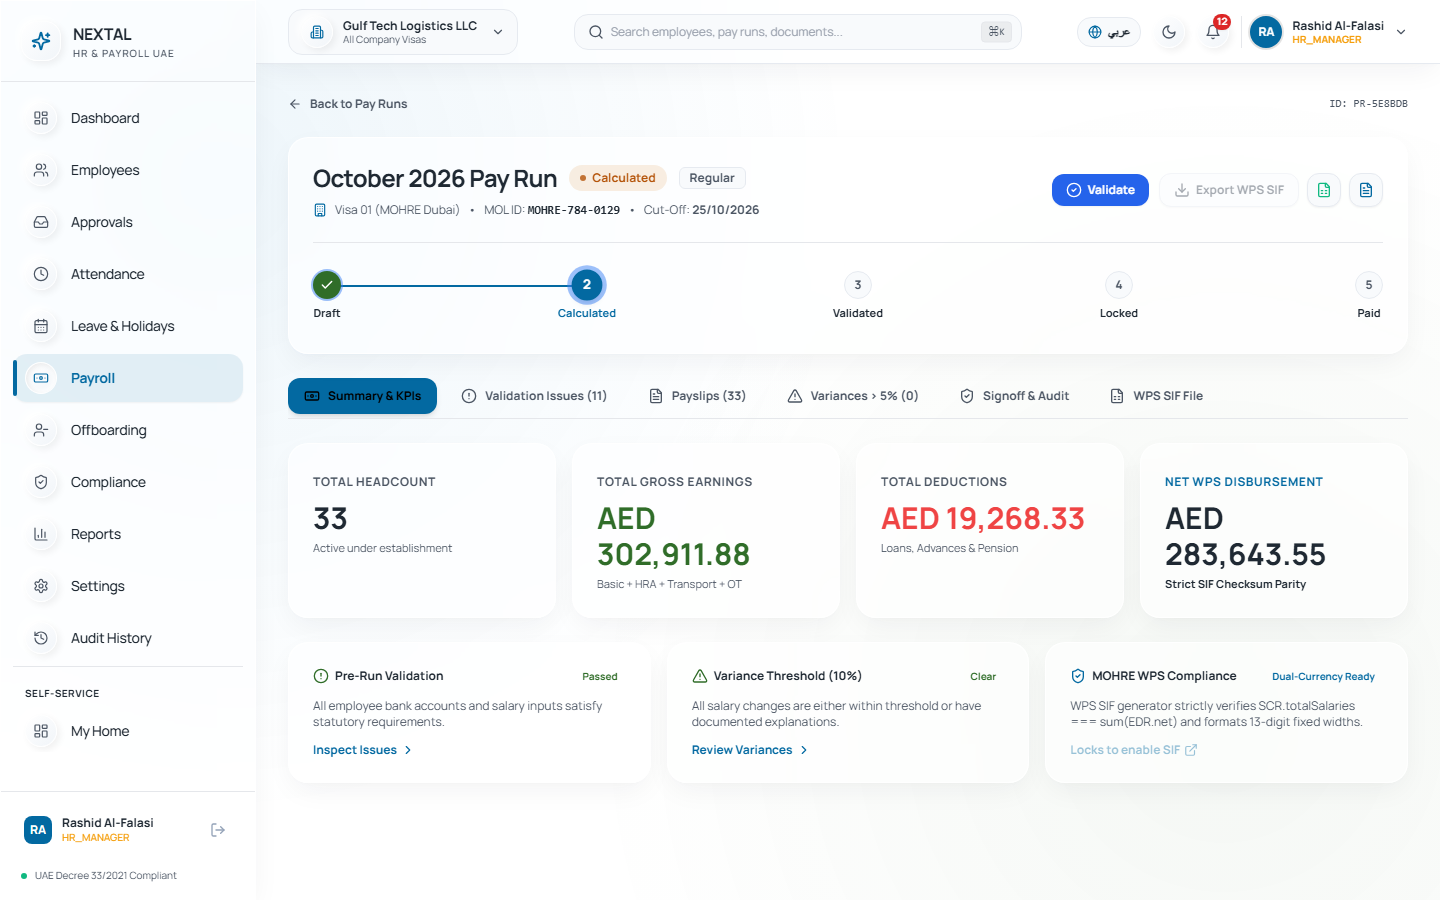 NEXTAL
HR & PAYROLL UAE
Gulf Tech Logistics LLC
All Company Visas
Search employees, pay runs, documents...
⌘K
عربي
12
RA
Rashid Al-Falasi
HR_MANAGER
Dashboard
Employees
Approvals
Attendance
Leave & Holidays
Payroll
Offboarding
Compliance
Reports
Settings
Audit History
SELF-SERVICE
My Home
RA
Rashid Al-Falasi
HR_MANAGER
UAE Decree 33/2021 Compliant
Back to Pay Runs
ID: PR-5E8BDB
October 2026 Pay Run
Calculated
Regular
Visa 01 (MOHRE Dubai) • MOL ID: MOHRE-784-0129 • Cut-Off: 25/10/2026
Validate
Export WPS SIF
2
3
4
5
Draft
Calculated
Validated
Locked
Paid
Summary & KPIs
Validation Issues (11)
Payslips (33)
Variances > 5% (0)
Signoff & Audit
WPS SIF File
TOTAL HEADCOUNT
33
Active under establishment
TOTAL GROSS EARNINGS
AED
302,911.88
Basic + HRA + Transport + OT
TOTAL DEDUCTIONS
AED 19,268.33
Loans, Advances & Pension
NET WPS DISBURSEMENT
AED
283,643.55
Strict SIF Checksum Parity
Pre-Run Validation
Passed
All employee bank accounts and salary inputs satisfy
statutory requirements.
Inspect Issues
Variance Threshold (10%)
Clear
All salary changes are either within threshold or have
documented explanations.
Review Variances
MOHRE WPS Compliance
Dual-Currency Ready
WPS SIF generator strictly verifies SCR.totalSalaries
=== sum(EDR.net) and formats 13-digit fixed widths.
Locks to enable SIF